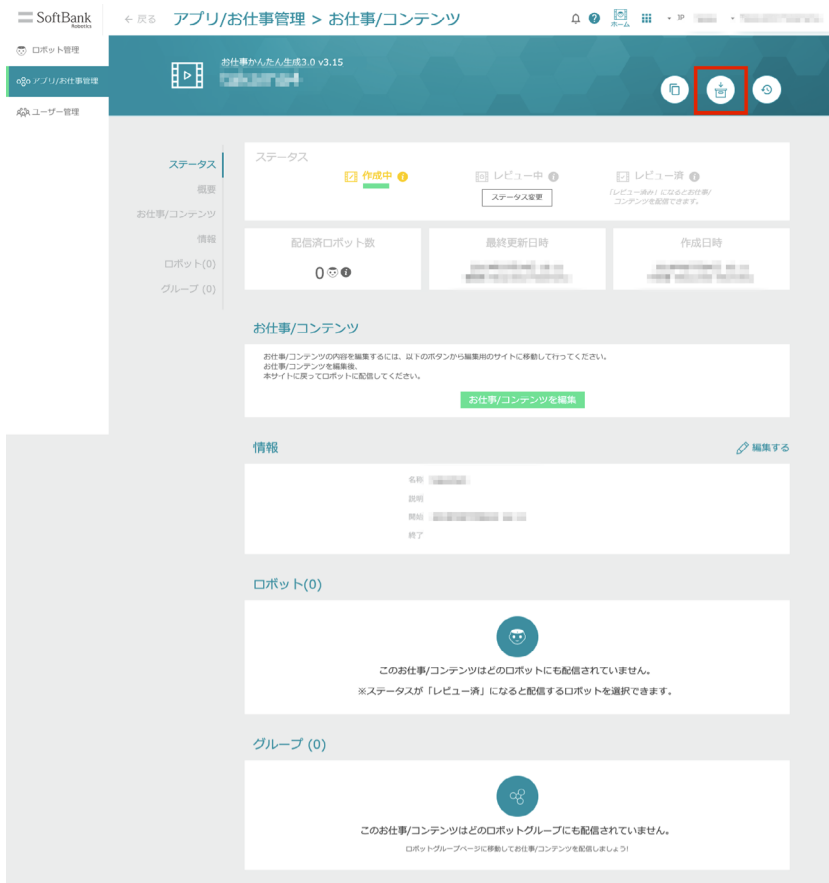 SoftBank
Robotics
← 戻る アプリ/お仕事管理 > お仕事/コンテンツ
ホーム
JP
ロボット管理
アプリ/お仕事管理
ユーザー管理
お仕事かんたん生成3.0 v3.15
ステータス
概要
お仕事/コンテンツ
情報
ロボット(0)
グループ (0)
ステータス
作成中
レビュー中
レビュー済
ステータス変更
「レビュー済み」になるとお仕事/
コンテンツを配信できます。
配信済ロボット数
0
最終更新日時
作成日時
お仕事/コンテンツ
お仕事/コンテンツの内容を編集するには、以下のボタンから編集用のサイトに移動して行ってください。
お仕事/コンテンツを編集後、
本サイトに戻ってロボットに配信してください。
お仕事/コンテンツを編集
情報
編集する
名称
説明
開始
終了
ロボット(0)
このお仕事/コンテンツはどのロボットにも配信されていません。
※ステータスが「レビュー済」になると配信するロボットを選択できます。
グループ (0)
このお仕事/コンテンツはどのロボットグループにも配信されていません。
ロボットグループページに移動してお仕事/コンテンツを配信しましょう!